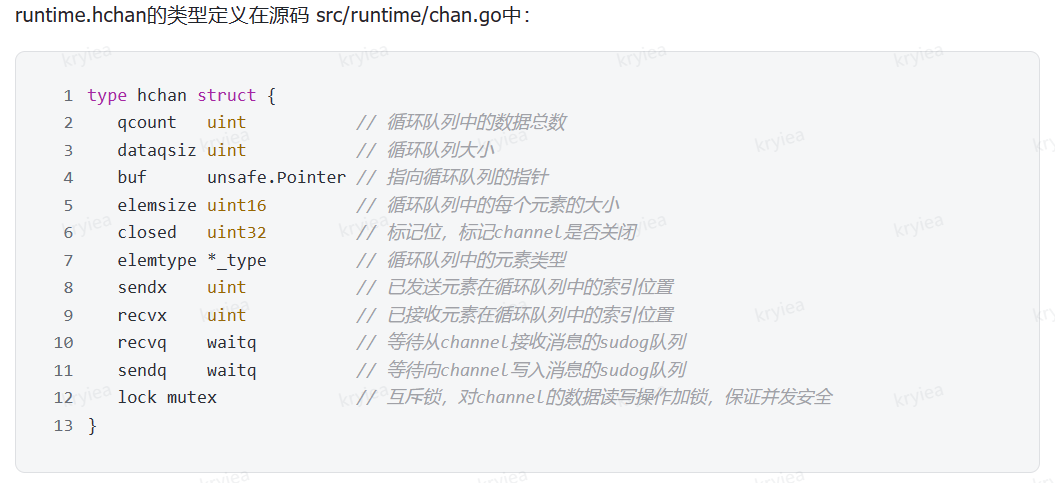 runtime.hchan的类型定义在源码 src/runtime/chan.go中：
1 type hchan struct {
2 qcount uint // 循环队列中的数据总数
3 dataqsiz uint // 循环队列大小
4 buf unsafe.Pointer // 指向循环队列的指针
5 elemsize uint16 // 循环队列中的每个元素的大小
6 closed uint32 // 标记位，标记channel是否关闭
7 elemtype *_type // 循环队列中的元素类型
8 sendx uint // 已发送元素在循环队列中的索引位置
9 recvx uint // 已接收元素在循环队列中的索引位置
10 recvq waitq // 等待从channel接收消息的sudog队列
11 sendq waitq // 等待向channel写入消息的sudog队列
12 lock mutex // 互斥锁，对channel的数据读写操作加锁，保证并发安全
13 }
kryiea